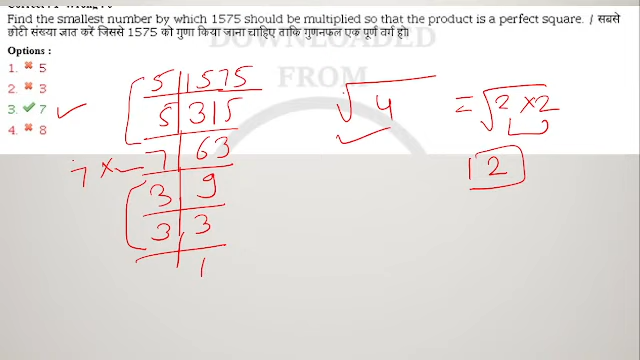 Find the smallest number by which 1575 should be multiplied so that the product is a perfect square. / सबसे
छोटी संख्या ज्ञात करें जिससे 1575 को गुणा किया जाना चाहिए ताकि गुणनफल एक पूर्ण वर्ग हो।
Options :
1. ✖ 5
2. ✖ 3
3. ✔ 7 ✓
4. ✖ 8
DOWNLOADED
FROM
5 | 1575
5 | 315
7 × 7 | 63
3 | 9
3 | 3
1
√4 = √2×2
2